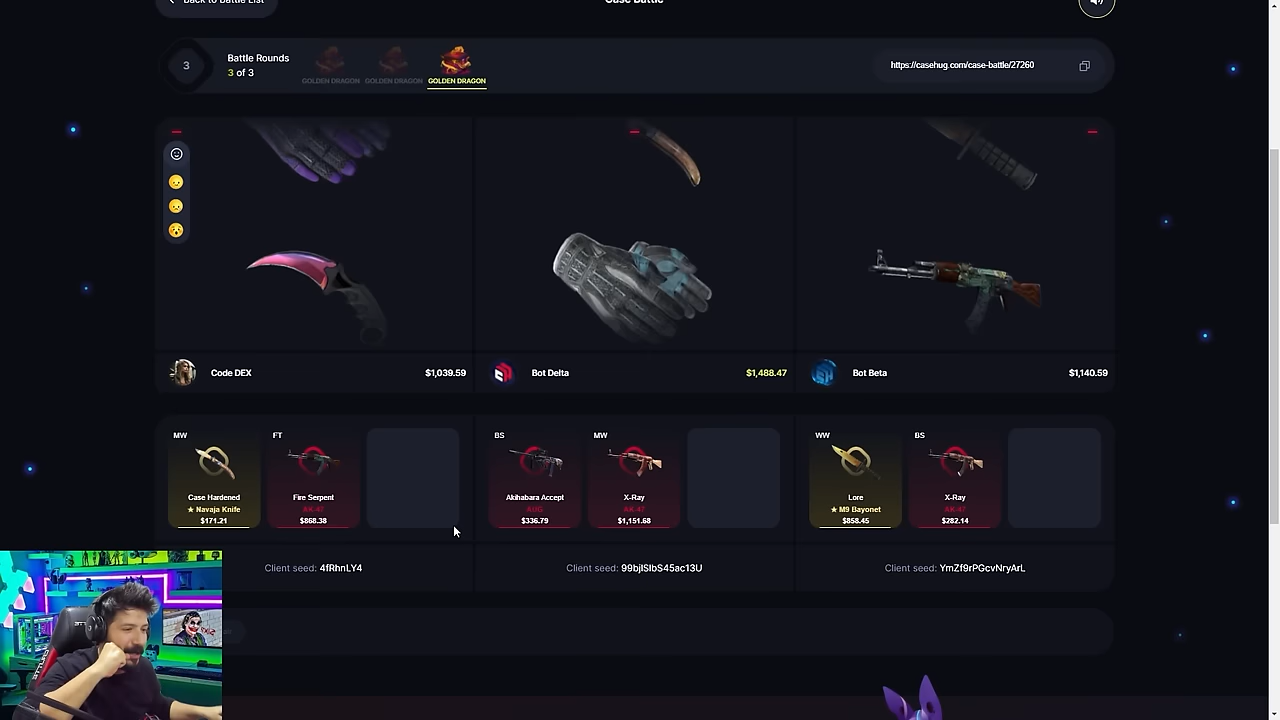 Back to Battle List
Case Battle
3
Battle Rounds
3 of 3
GOLDEN DRAGON
GOLDEN DRAGON
GOLDEN DRAGON
https://casehug.com/case-battle/27260
Code DEX
$1,039.59
Bot Delta
$1,488.47
Bot Beta
$1,140.59
MW
Case Hardened
★ Navaja Knife
$171.21
FT
Fire Serpent
AK-47
$868.38
BS
Akihabara Accept
AUG
$336.79
MW
X-Ray
AK-47
$1,151.68
WW
Lore
★ M9 Bayonet
$858.45
BS
X-Ray
AK-47
$282.14
Client seed: 4fRhnLY4
Client seed: 99bjlSIbS45ac13U
Client seed: YmZf9rPGcvNryArL